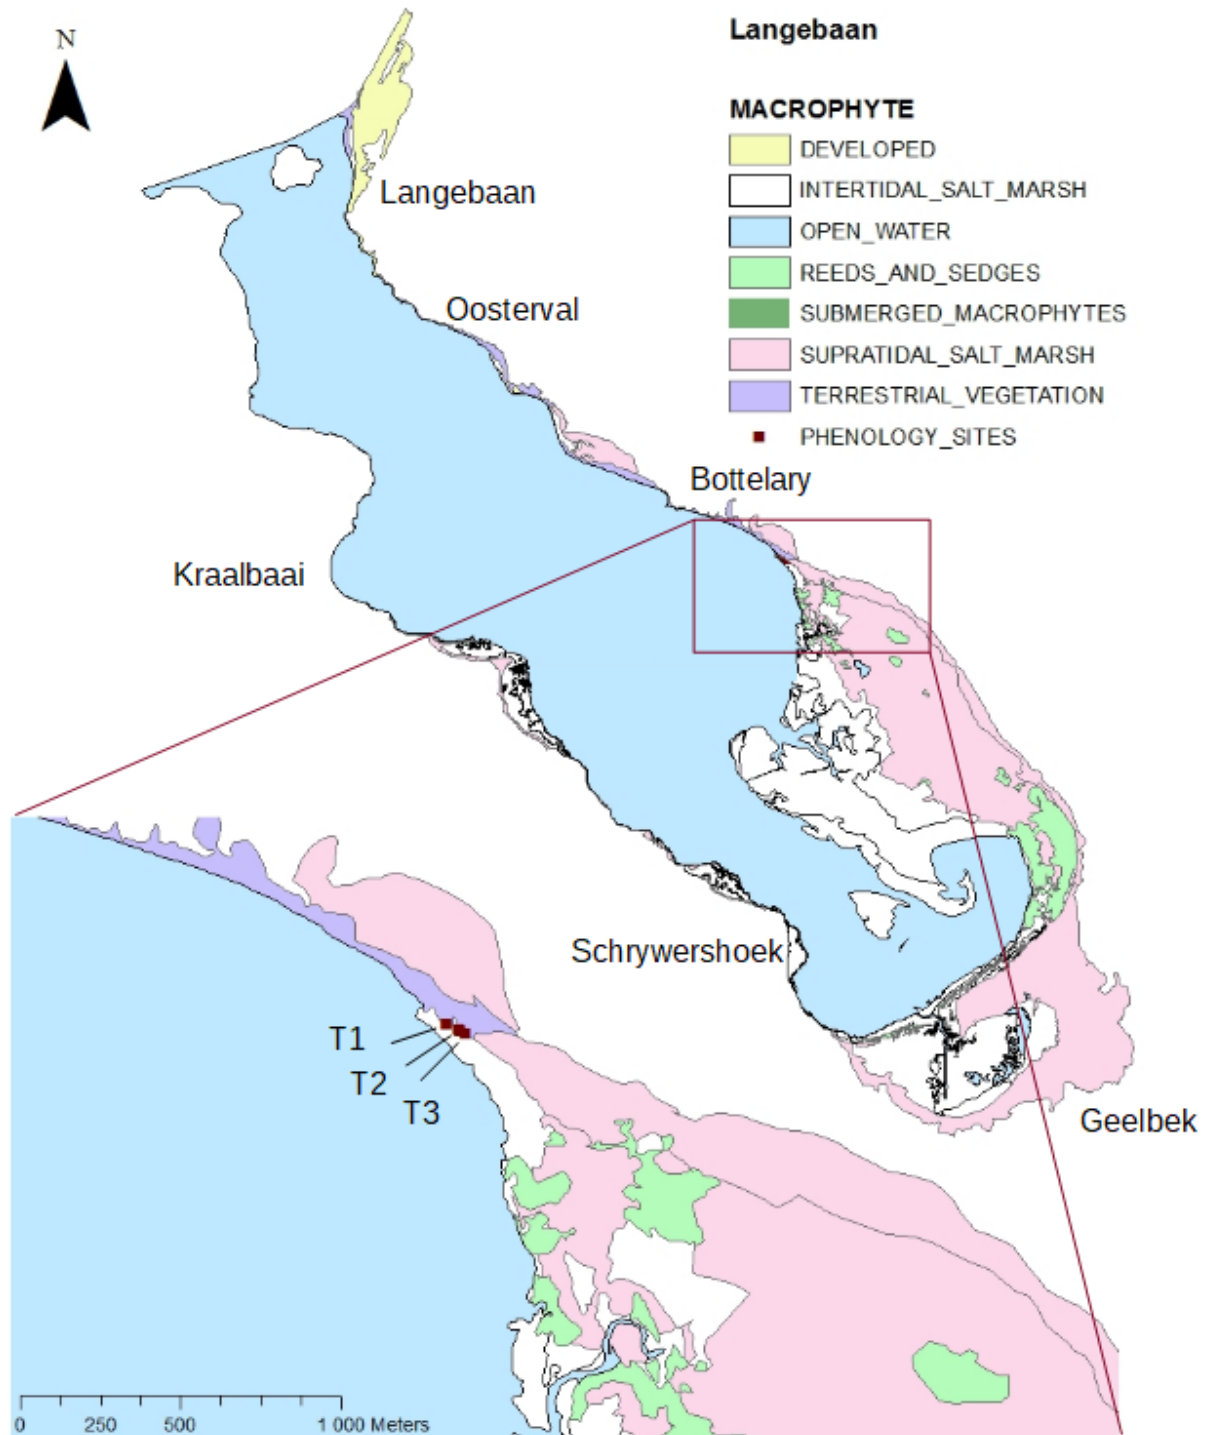 N
Langebaan
MACROPHYTE
DEVELOPED
INTERTIDAL_SALT_MARSH
OPEN_WATER
REEDS_AND_SEDGES
SUBMERGED_MACROPHYTES
SUPRATIDAL_SALT_MARSH
TERRESTRIAL_VEGETATION
PHENOLOGY_SITES
Langebaan
Oosterval
Bottelary
Kraalbaai
Schrywershoek
Geelbek
T1
T2
T3
0 250 500 1 000 Meters